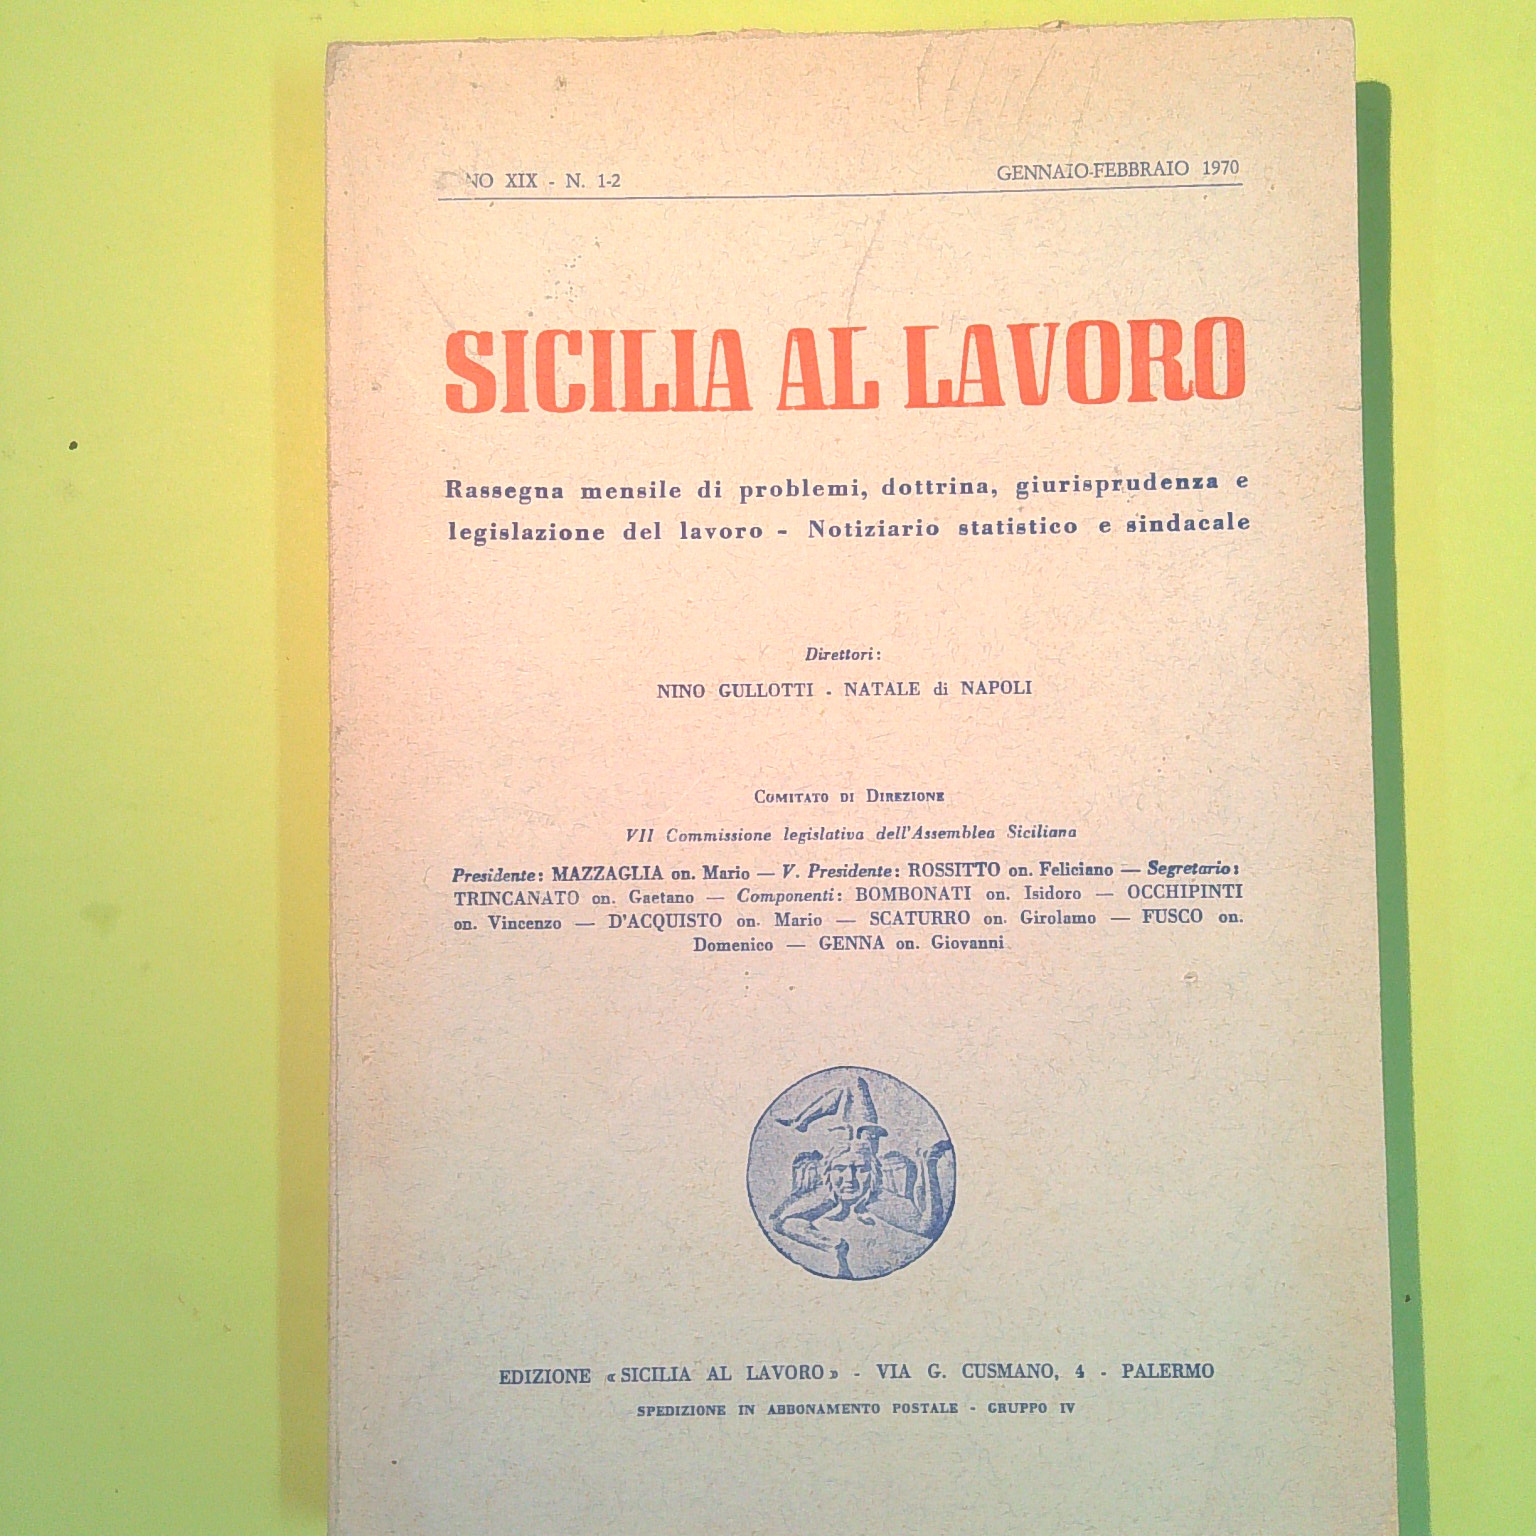 NO XIX - N. 1-2 GENNAIO-FEBBRAIO 1970
SICILIA AL LAVORO
Rassegna mensile di problemi, dottrina, giurisprudenza e
legislazione del lavoro - Notiziario statistico e sindacale
Direttori:
NINO GULLOTTI - NATALE di NAPOLI
COMITATO DI DIREZIONE
VII Commissione legislativa dell'Assemblea Siciliana
Presidente: MAZZAGLIA on. Mario — V. Presidente: ROSSITTO on. Feliciano — Segretario:
TRINCANATO on. Gaetano — Componenti: BOMBONATI on. Isidoro — OCCHIPINTI
on. Vincenzo — D'ACQUISTO on. Mario — SCATURRO on. Girolamo — FUSCO on.
Domenico — GENNA on. Giovanni.
EDIZIONE «SICILIA AL LAVORO» - VIA G. CUSMANO, 4 - PALERMO
SPEDIZIONE IN ABBONAMENTO POSTALE - GRUPPO IV